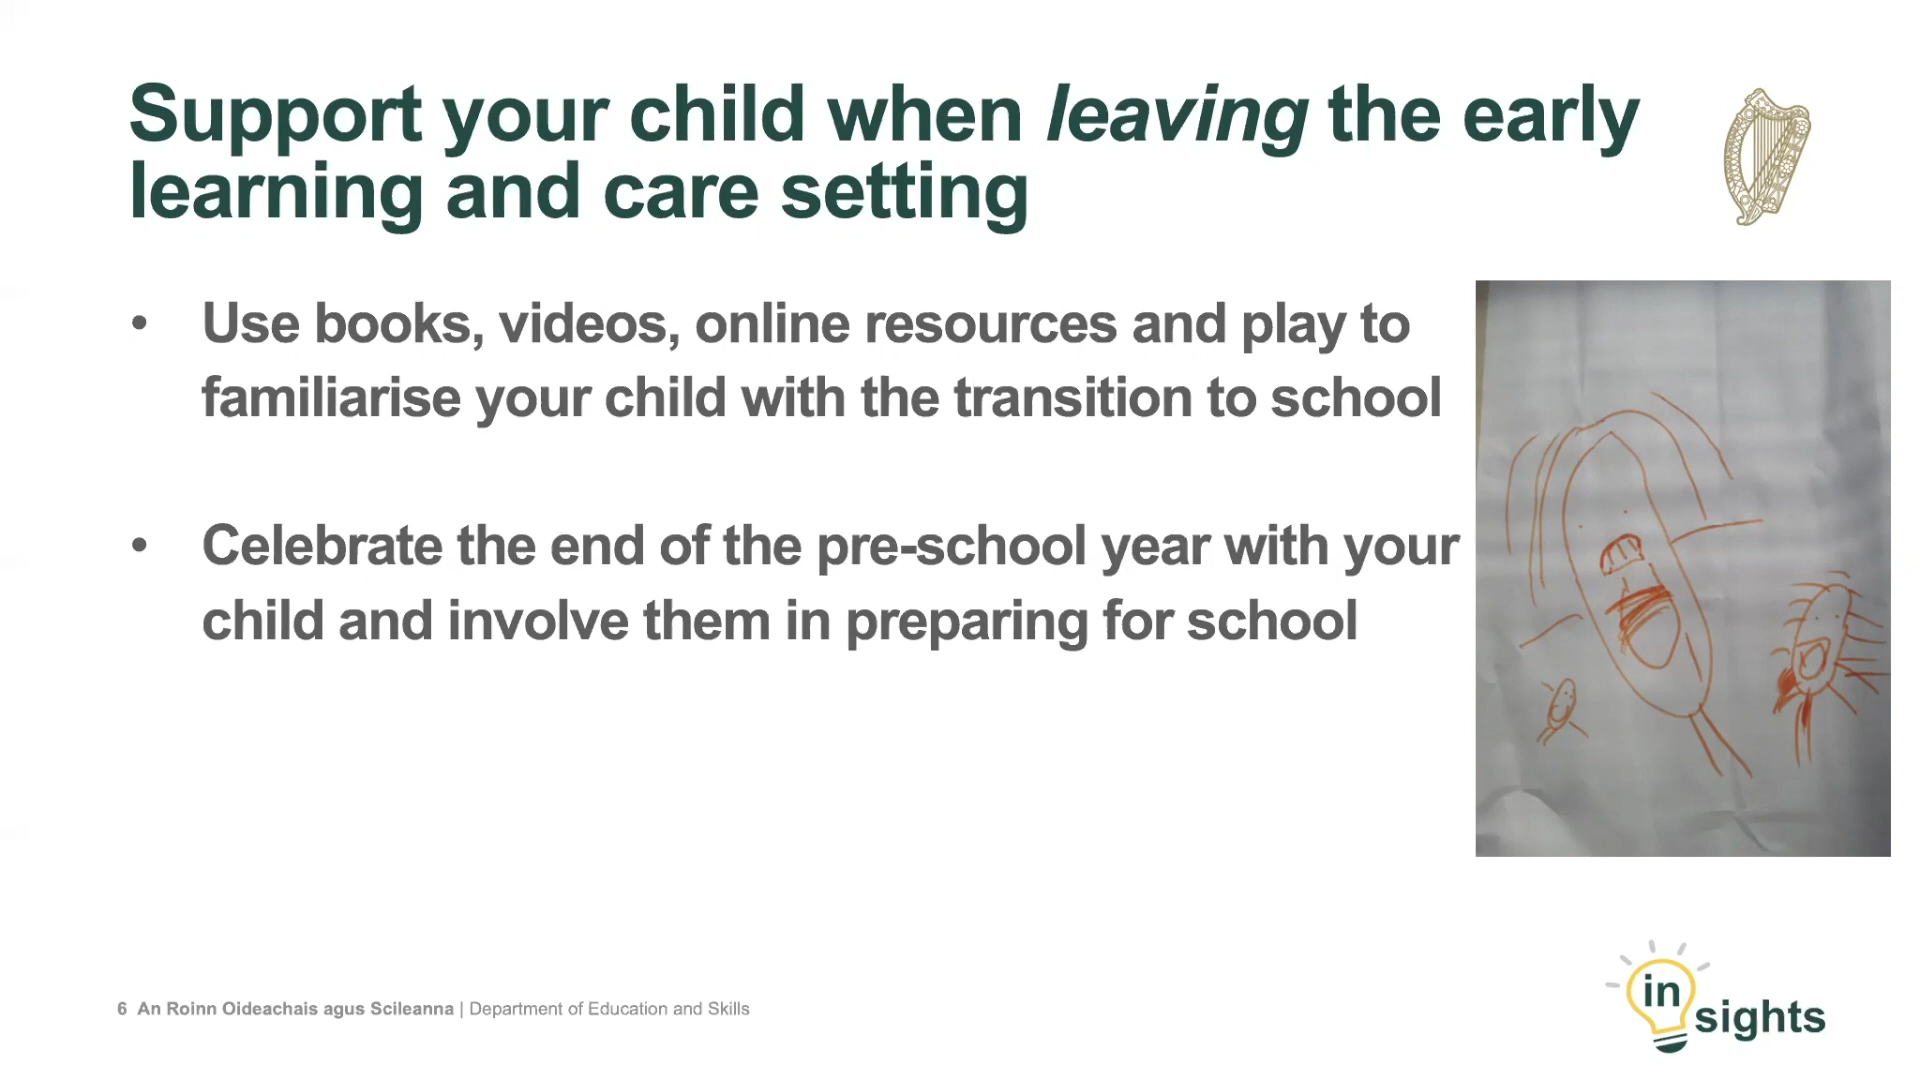 Support your child when leaving the early
learning and care setting
• Use books, videos, online resources and play to
familiarise your child with the transition to school
• Celebrate the end of the pre-school year with your
child and involve them in preparing for school
6 An Roinn Oideachais agus Scileanna | Department of Education and Skills
in
sights